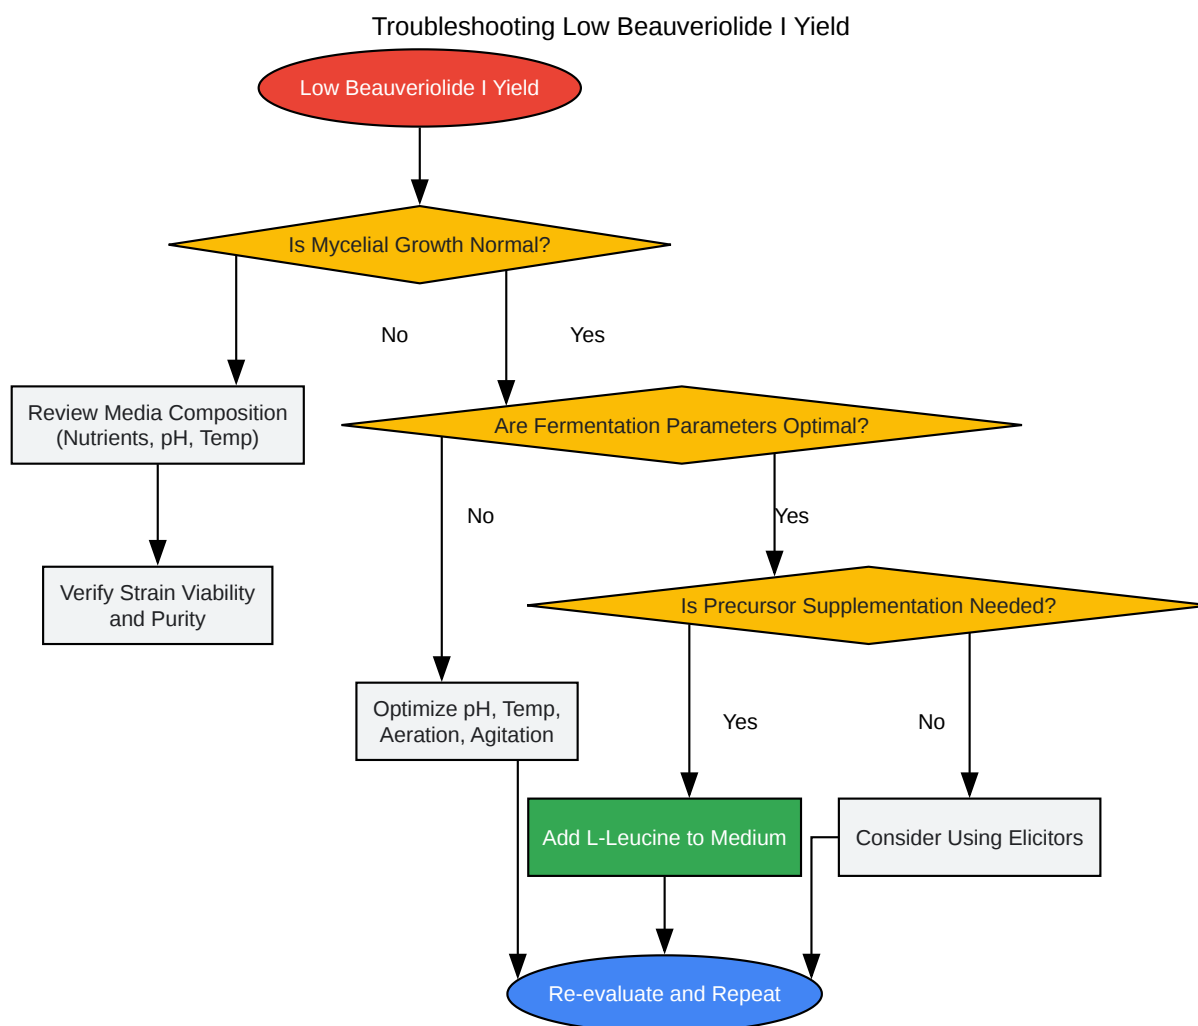 Troubleshooting Low Beauveriolide I Yield
Low Beauveriolide I Yield
Is Mycelial Growth Normal?
No
Yes
Review Media Composition
(Nutrients, pH, Temp)
Are Fermentation Parameters Optimal?
No
Yes
Verify Strain Viability
and Purity
Is Precursor Supplementation Needed?
Optimize pH, Temp,
Aeration, Agitation
Yes
No
Add L-Leucine to Medium
Consider Using Elicitors
Re-evaluate and Repeat